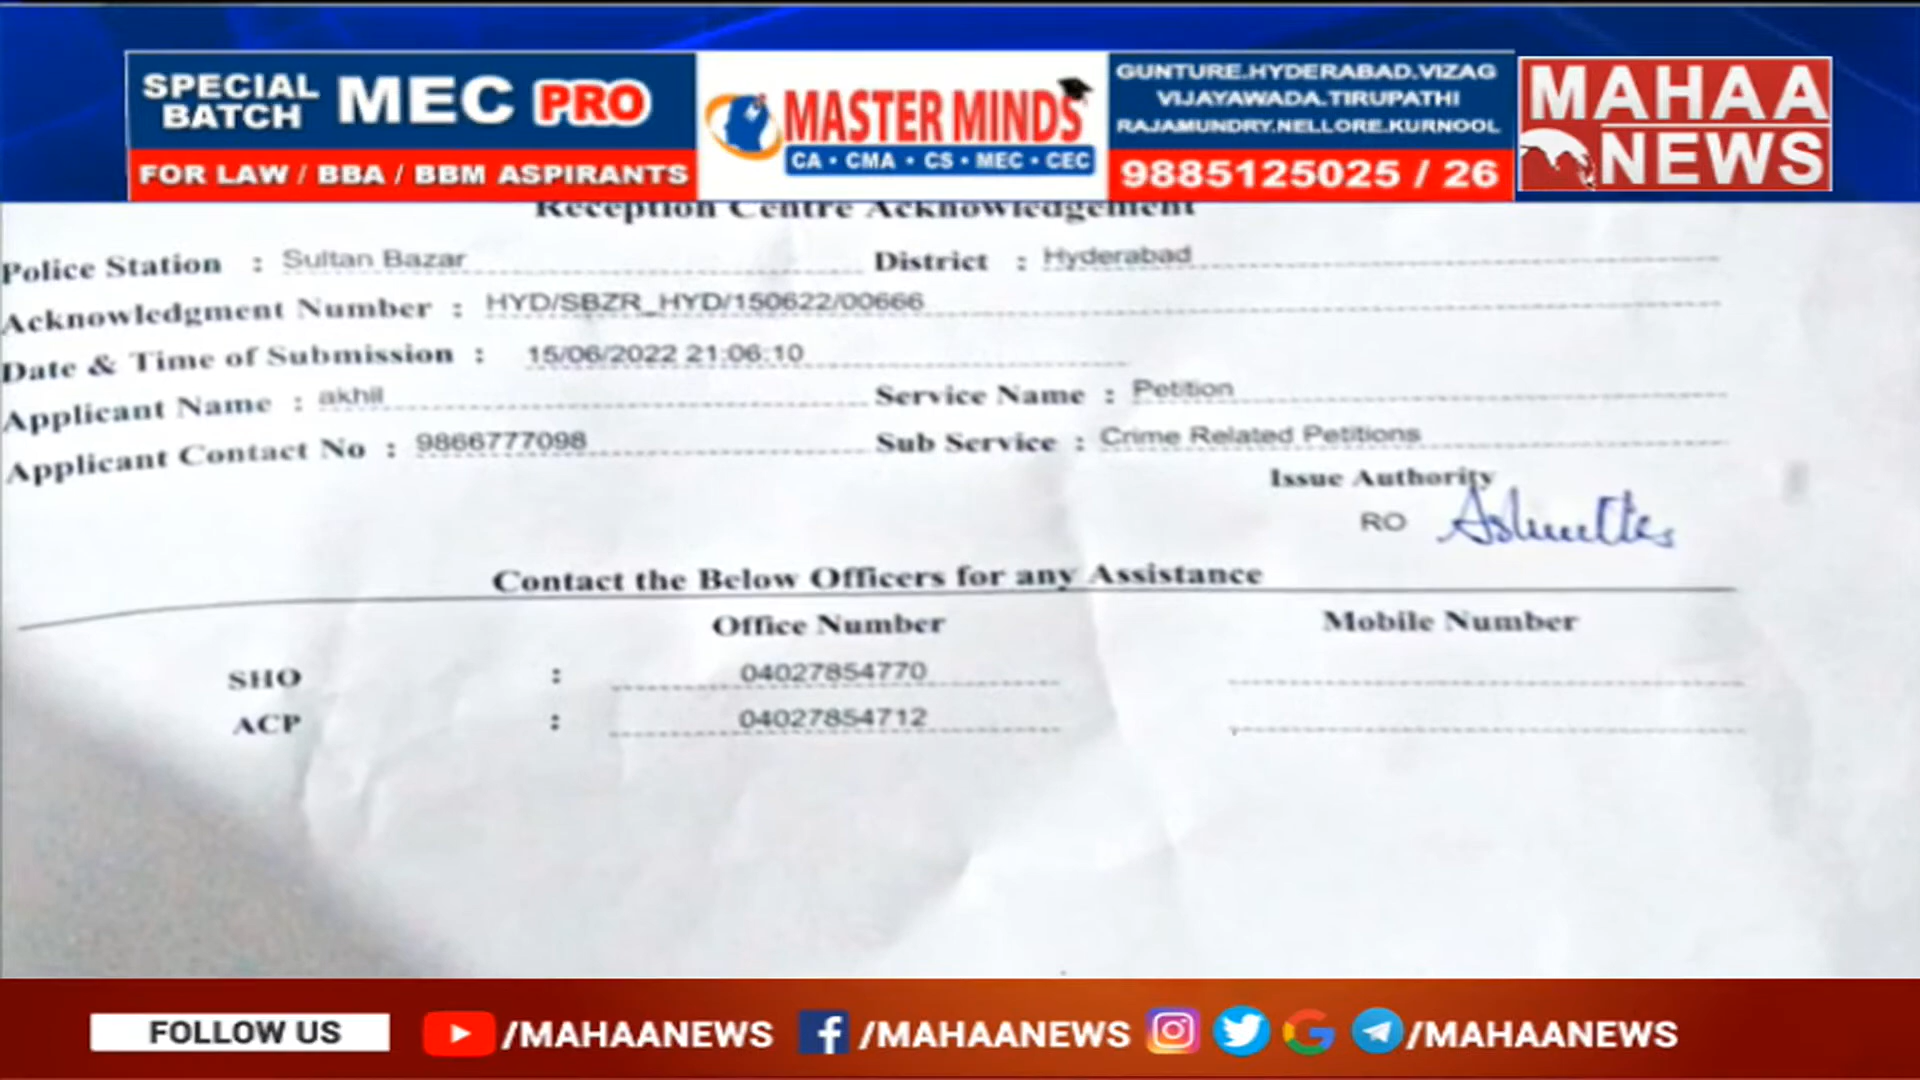 SPECIAL BATCH MEC PRO
FOR LAW / BBA / BBM ASPIRANTS
MASTER MINDS
CA • CMA • CS • MEC • CEC
GUNTURE.HYDERABAD.VIZAG
VIJAYAWADA.TIRUPATHI
RAJAMUNDRY.NELLORE.KURNOOL
9885125025 / 26
MAHAA
NEWS
Reception Centre Acknowledgement
Police Station : Sultan Bazar District : Hyderabad
Acknowledgment Number : HYD/SBZR_HYD/150622/00666
Date & Time of Submission : 15/06/2022 21:06:10
Applicant Name : akhil Service Name : Petition
Applicant Contact No : 9866777098 Sub Service : Crime Related Petitions
Issue Authority
RO
Contact the Below Officers for any Assistance
Office Number Mobile Number
SHO : 04027854770
ACP : 04027854712
FOLLOW US /MAHAANEWS /MAHAANEWS /MAHAANEWS